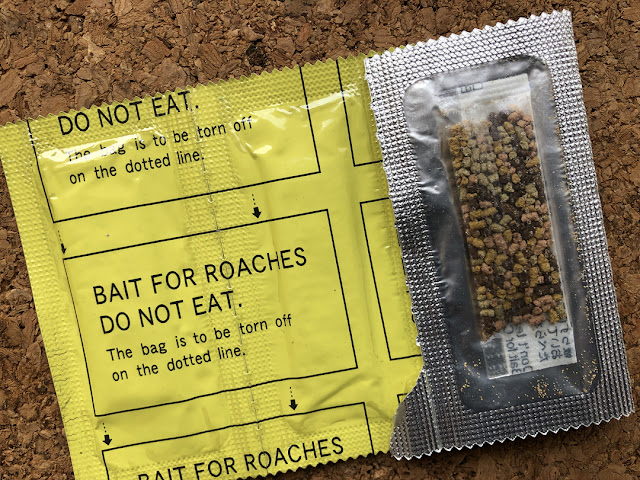 DO NOT EAT.
The bag is to be torn off
on the dotted line.
BAIT FOR ROACHES
DO NOT EAT.
The bag is to be torn off
on the dotted line.
BAIT FOR ROACHES